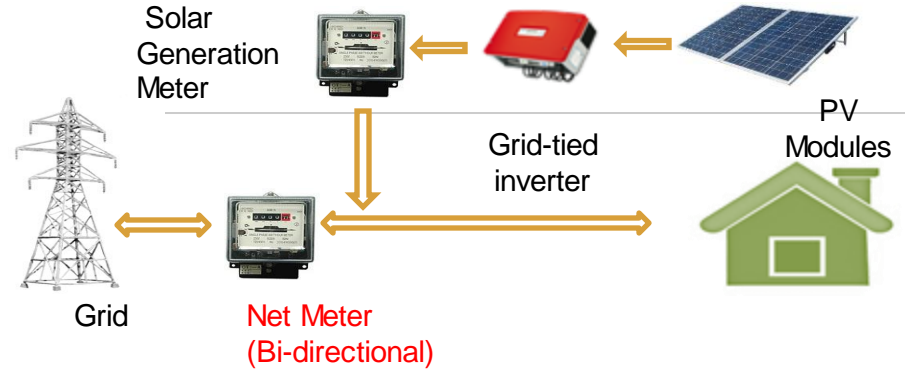 Solar
Generation
Meter
PV
Modules
Grid-tied
inverter
Grid
Net Meter
(Bi-directional)